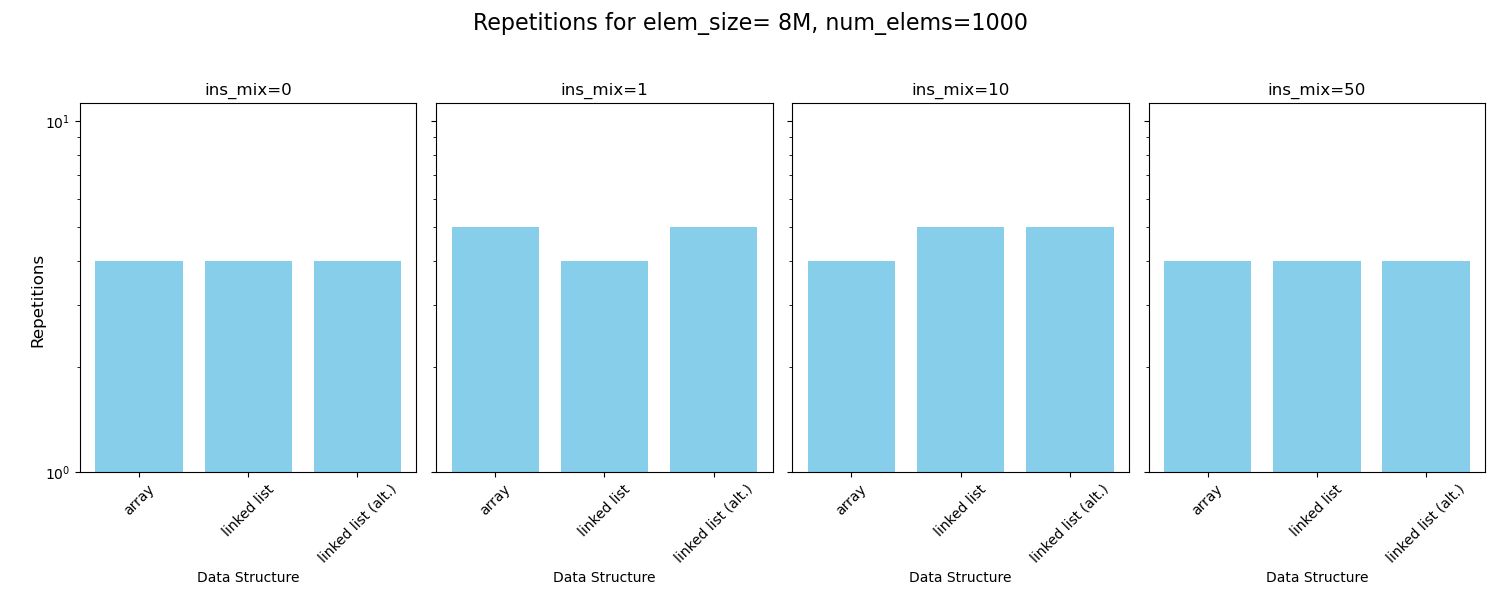 Repetitions for elem_size= 8M, num_elems=1000
ins_mix=0
ins_mix=1
ins_mix=10
ins_mix=50
Repetitions
10¹
10⁰
array
linked list
linked list (alt.)
Data Structure
array
linked list
linked list (alt.)
Data Structure
array
linked list
linked list (alt.)
Data Structure
array
linked list
linked list (alt.)
Data Structure